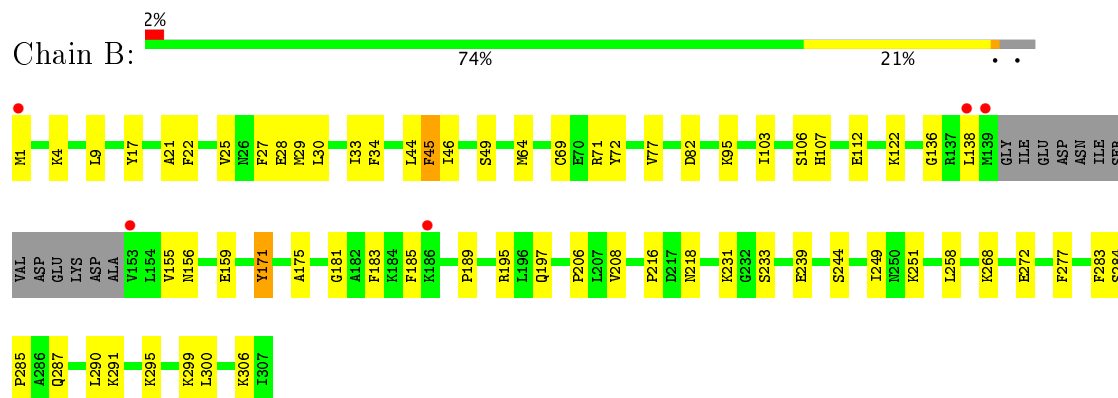 2%
Chain B:
74% 21% • •
M1 K4 L9 Y17 A21 F22 V25 N26 F27 E28 M29 L30 I33 F34 L44 F45 I46 S49 M64 C69 E70 R71 Y72 V77 D82 K95 I103 S106 H107 E112 K122 G136 R137 L138 M139 GLY ILE GLU ASP ASN ILE SER
VAL ASP GLU LYS ASP ALA V153 L154 V155 N156 E159 Y171 A175 G181 A182 F183 K184 F185 K186 P189 R195 L196 Q197 P206 L207 V208 P216 D217 N218 K231 G232 S233 E239 S244 I249 N250 K251 L258 K268 E272 F277 F283 S284
P285 A286 Q287 L290 K291 K295 K299 L300 K306 I307